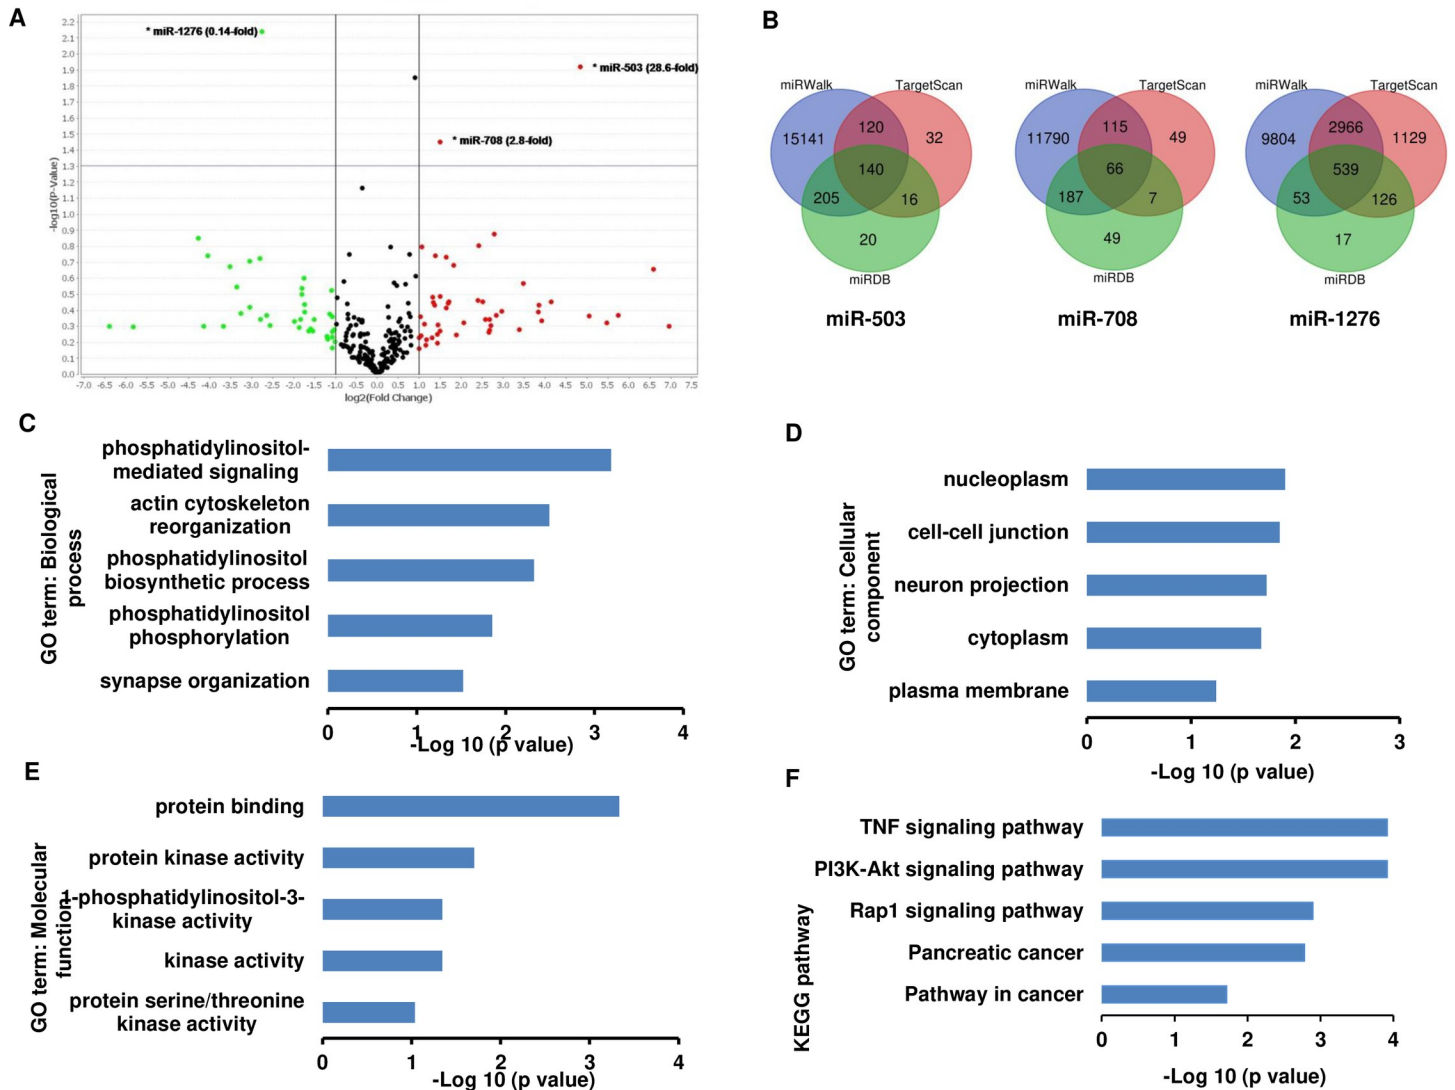 A
2.2
2.1
2.0
1.9
1.8
1.7
1.6
1.5
1.4
1.3
1.2
1.1
1.0
0.9
0.8
0.7
0.6
0.5
0.4
0.3
0.2
0.1
0.0
-log10(P-Value)
* miR-1276 (0.14-fold)
* miR-503 (28.6-fold)
* miR-708 (2.8-fold)
-7.0 -6.5 -6.0 -5.5 -5.0 -4.5 -4.0 -3.5 -3.0 -2.5 -2.0 -1.5 -1.0 -0.5 0.0 0.5 1.0 1.5 2.0 2.5 3.0 3.5 4.0 4.5 5.0 5.5 6.0 6.5 7.0 7.5
log2(Fold Change)
B
miRWalk TargetScan
15141 120 32
140
205 16
20
miRDB
miR-503
miRWalk TargetScan
11790 115 49
66
187 7
49
miRDB
miR-708
miRWalk TargetScan
9804 2966 1129
539
53 126
17
miRDB
miR-1276
C
GO term: Biological
process
phosphatidylinositol-
mediated signaling
actin cytoskeleton
reorganization
phosphatidylinositol
biosynthetic process
phosphatidylinositol
phosphorylation
synapse organization
0 1 2 3 4
-Log 10 (p value)
D
GO term: Cellular
component
nucleoplasm
cell-cell junction
neuron projection
cytoplasm
plasma membrane
0 1 2 3
-Log 10 (p value)
E
GO term: Molecular
function
protein binding
protein kinase activity
1-phosphatidylinositol-3-
kinase activity
kinase activity
protein serine/threonine
kinase activity
0 1 2 3 4
-Log 10 (p value)
F
KEGG pathway
TNF signaling pathway
PI3K-Akt signaling pathway
Rap1 signaling pathway
Pancreatic cancer
Pathway in cancer
0 1 2 3 4
-Log 10 (p value)